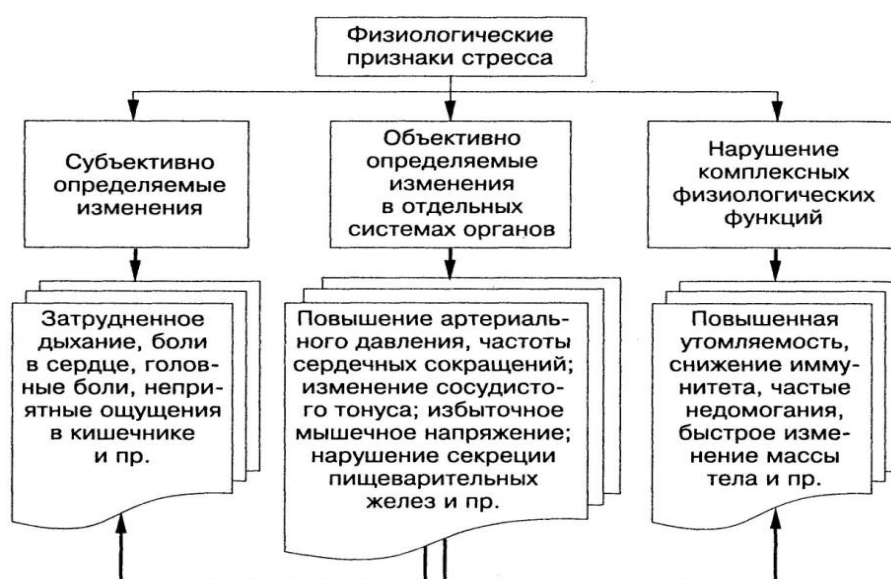 Физиологические
признаки стресса
Субъективно
определяемые
изменения
Объективно
определяемые
изменения
в отдельных
системах органов
Нарушение
комплексных
физиологических
функций
Затрудненное
дыхание, боли
в сердце, голов-
ные боли, непри-
ятные ощущения
в кишечнике
и пр.
Повышение артериаль-
ного давления, частоты
сердечных сокращений;
изменение сосудисто-
го тонуса; избыточное
мышечное напряжение;
нарушение секреции
пищеварительных
желез и пр.
Повышенная
утомляемость,
снижение имму-
нитета, частые
недомогания,
быстрое изме-
нение массы
тела и пр.